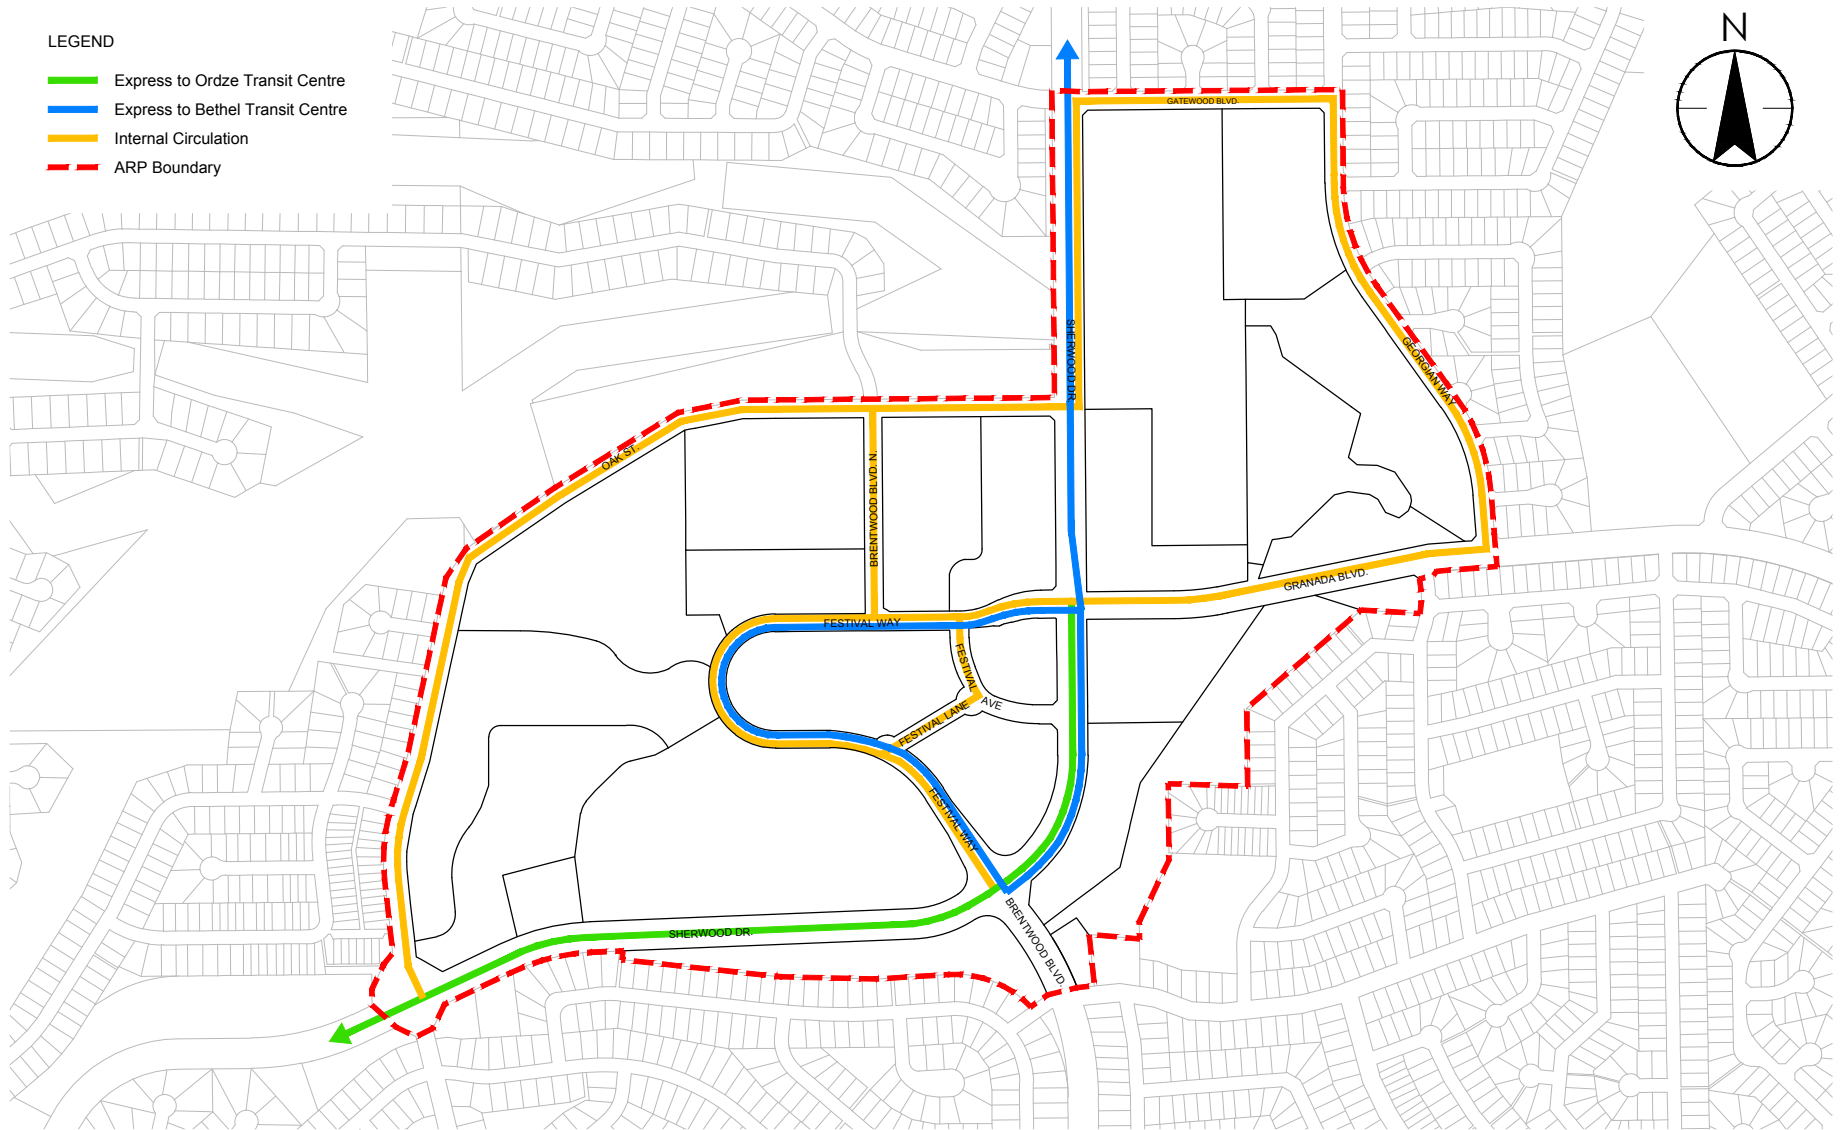 LEGEND
Express to Ordze Transit Centre
Express to Bethel Transit Centre
Internal Circulation
ARP Boundary
N
GATEWOOD BLVD.
SHERWOOD DR.
GEORGIAN WAY
OAK ST.
BRENTWOOD BLVD. N.
GRANADA BLVD.
FESTIVAL WAY
FESTIVAL
AVE
FESTIVAL LANE
FESTIVAL WAY
SHERWOOD DR.
BRENTWOOD BLVD.